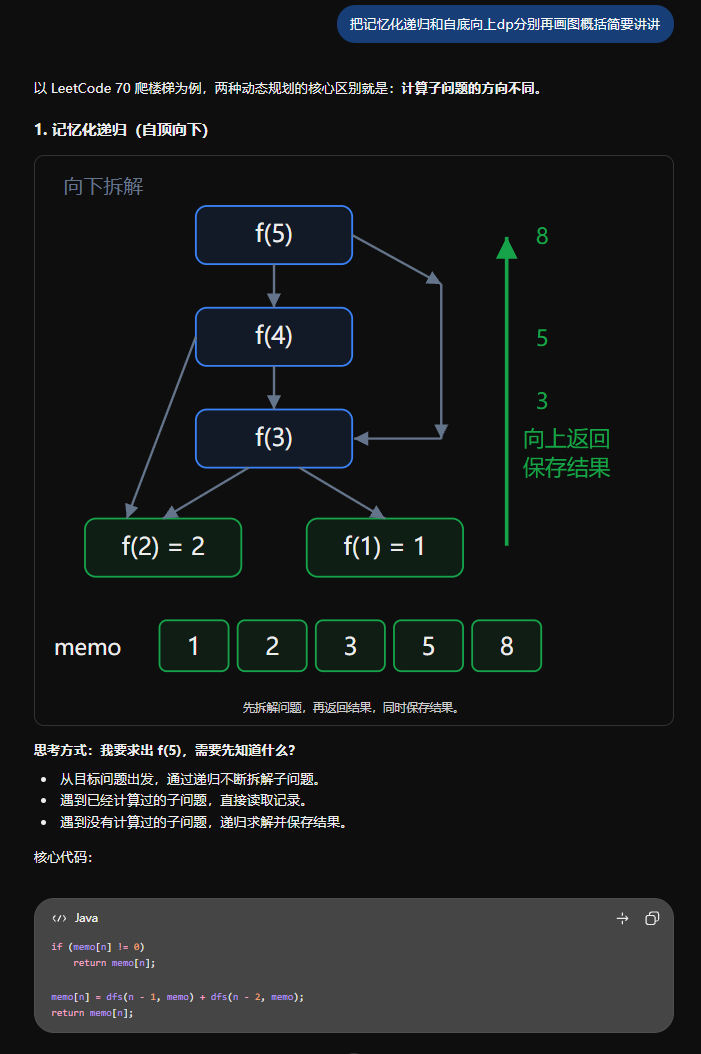 把记忆化递归和自底向上dp分别再画图概括简要讲讲
以 LeetCode 70 爬楼梯为例，两种动态规划的核心区别就是：计算子问题的方向不同。
1. 记忆化递归（自顶向下）
向下拆解
f(5)
8
f(4)
5
3
f(3)
向上返回
保存结果
f(2) = 2
f(1) = 1
memo
1
2
3
5
8
先拆解问题，再返回结果，同时保存结果。
思考方式：我要求出 f(5)，需要先知道什么？
• 从目标问题出发，通过递归不断拆解子问题。
• 遇到已经计算过的子问题，直接读取记录。
• 遇到没有计算过的子问题，递归求解并保存结果。
核心代码：
Java
if (memo[n] != 0)
    return memo[n];
memo[n] = dfs(n - 1, memo) + dfs(n - 2, memo);
return memo[n];